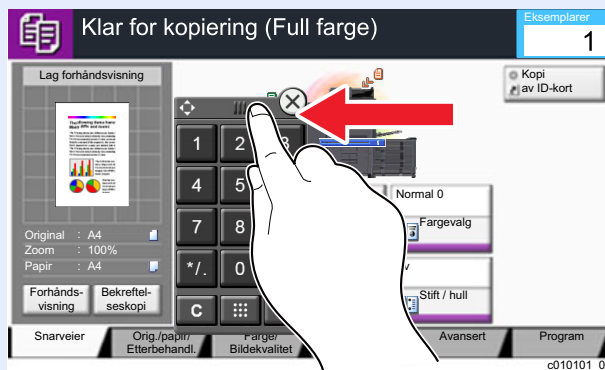 Klar for kopiering (Full farge)
Eksemplarer
1
Lag forhåndsvisning
Kopi
av ID-kort
1
2
3
4
5
7
8
*/.
0
C
Original : A4
Zoom : 100%
Papir : A4
Forhånds-
visning
Bekreftel-
seskopi
Normal 0
Fargevalg
Stift / hull
Snarveier
Orig./papir/
Etterbehandl.
Farge/
Bildekvalitet
Avansert
Program
c010101_0